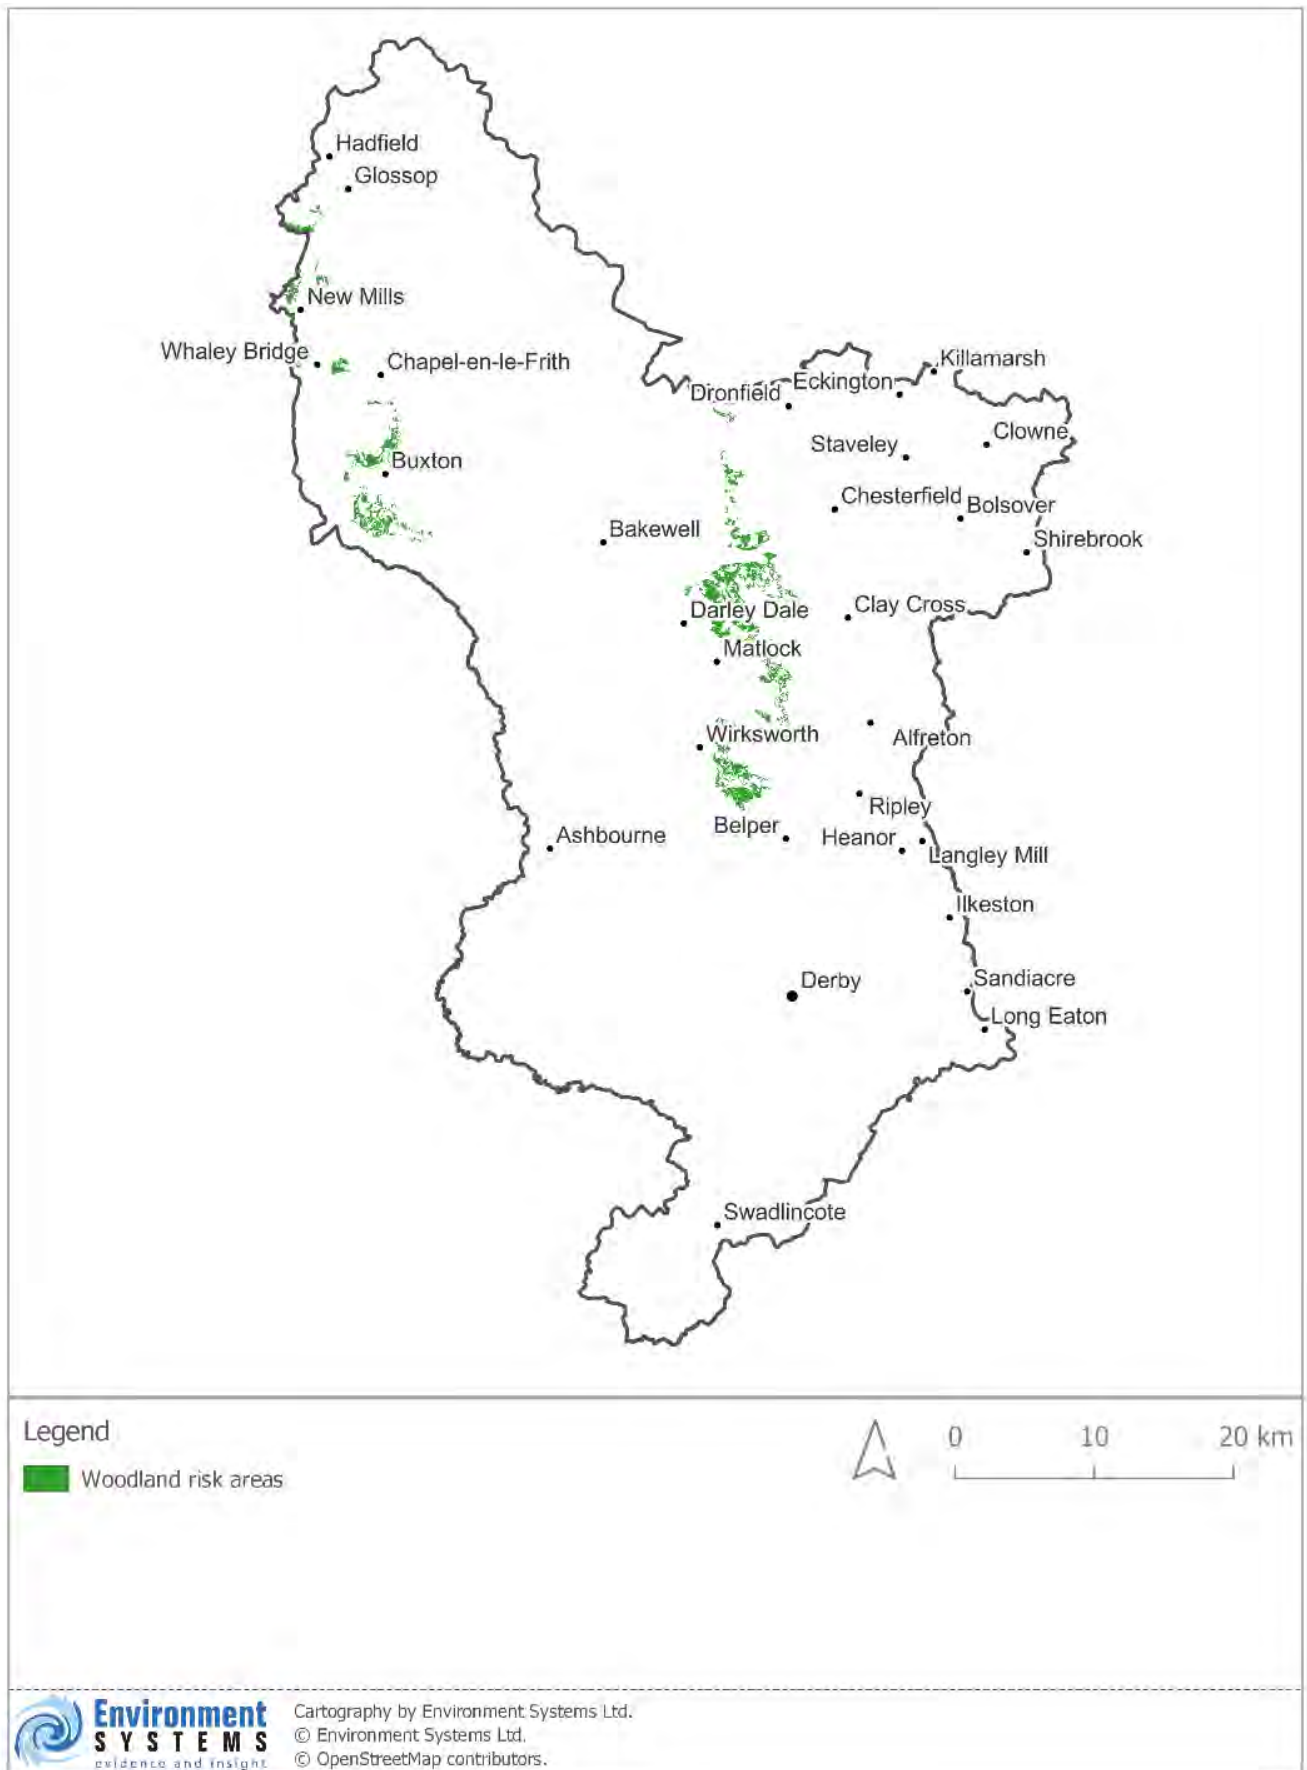 Hadfield
Glossop
New Mills
Whaley Bridge
Chapel-en-le-Frith
Killamarsh
Dronfield
Eckington
Clowne
Staveley
Buxton
Chesterfield
Bolsover
Bakewell
Shirebrook
Darley Dale
Clay Cross
Matlock
Wirksworth
Alfreton
Ripley
Belper
Heanor
Ashbourne
Langley Mill
Ilkeston
Derby
Sandiacre
Long Eaton
Swadlincote
Legend
Woodland risk areas
0 10 20 km
Environment
SYSTEMS
evidence and insight
Cartography by Environment Systems Ltd.
© Environment Systems Ltd.
© OpenStreetMap contributors.